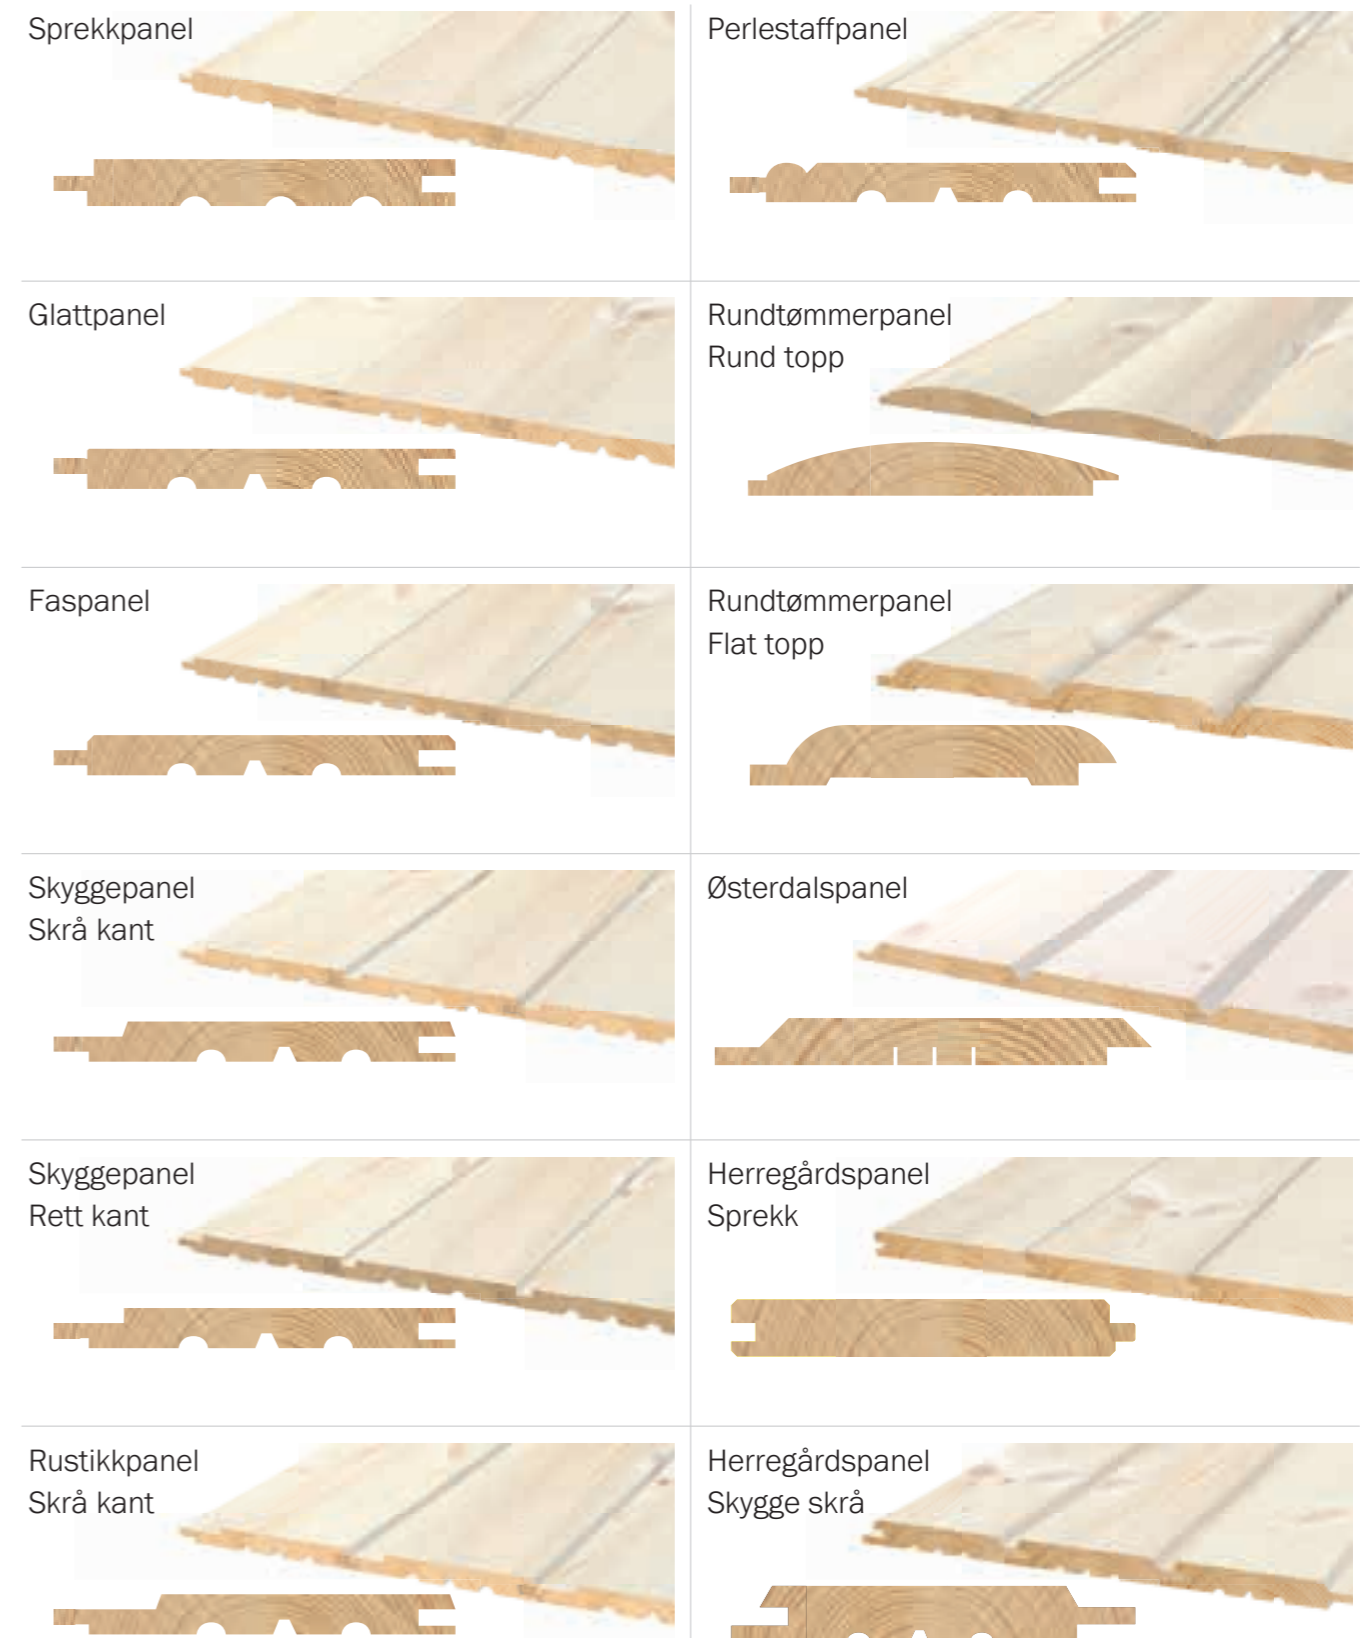 Sprekkpanel
Perlestaffpanel
Glattpanel
Rundtømmerpanel
Rund topp
Faspanel
Rundtømmerpanel
Flat topp
Skyggepanel
Skrå kant
Østerdalspanel
Skyggepanel
Rett kant
Herregårdspanel
Sprekk
Rustikkpanel
Skrå kant
Herregårdspanel
Skygge skrå